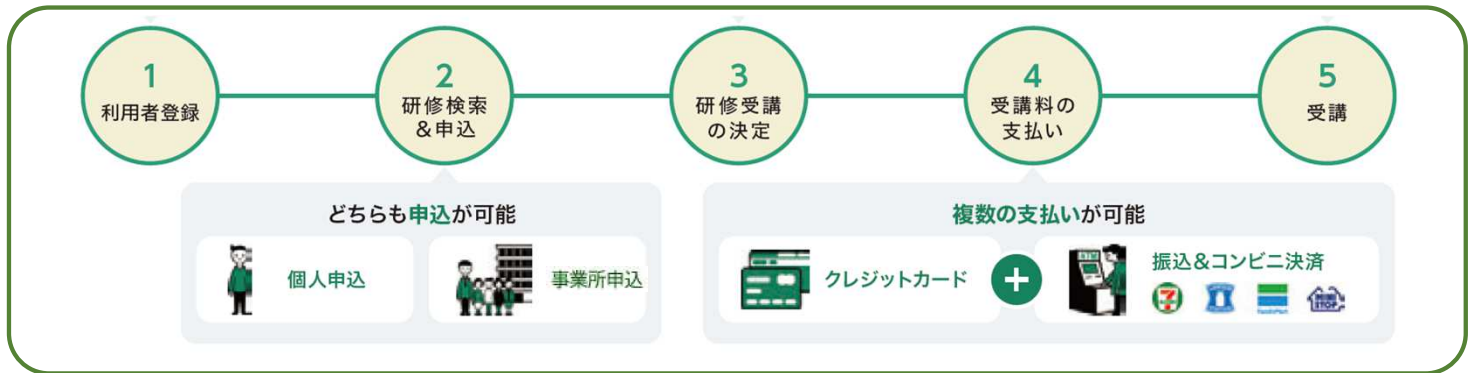 1
利用者登録
2
研修検索
&申込
3
研修受講
の決定
4
受講料の
支払い
5
受講
どちらも申込が可能
個人申込
事業所申込
複数の支払いが可能
クレジットカード
振込&コンビニ決済
7
MINI
STOP